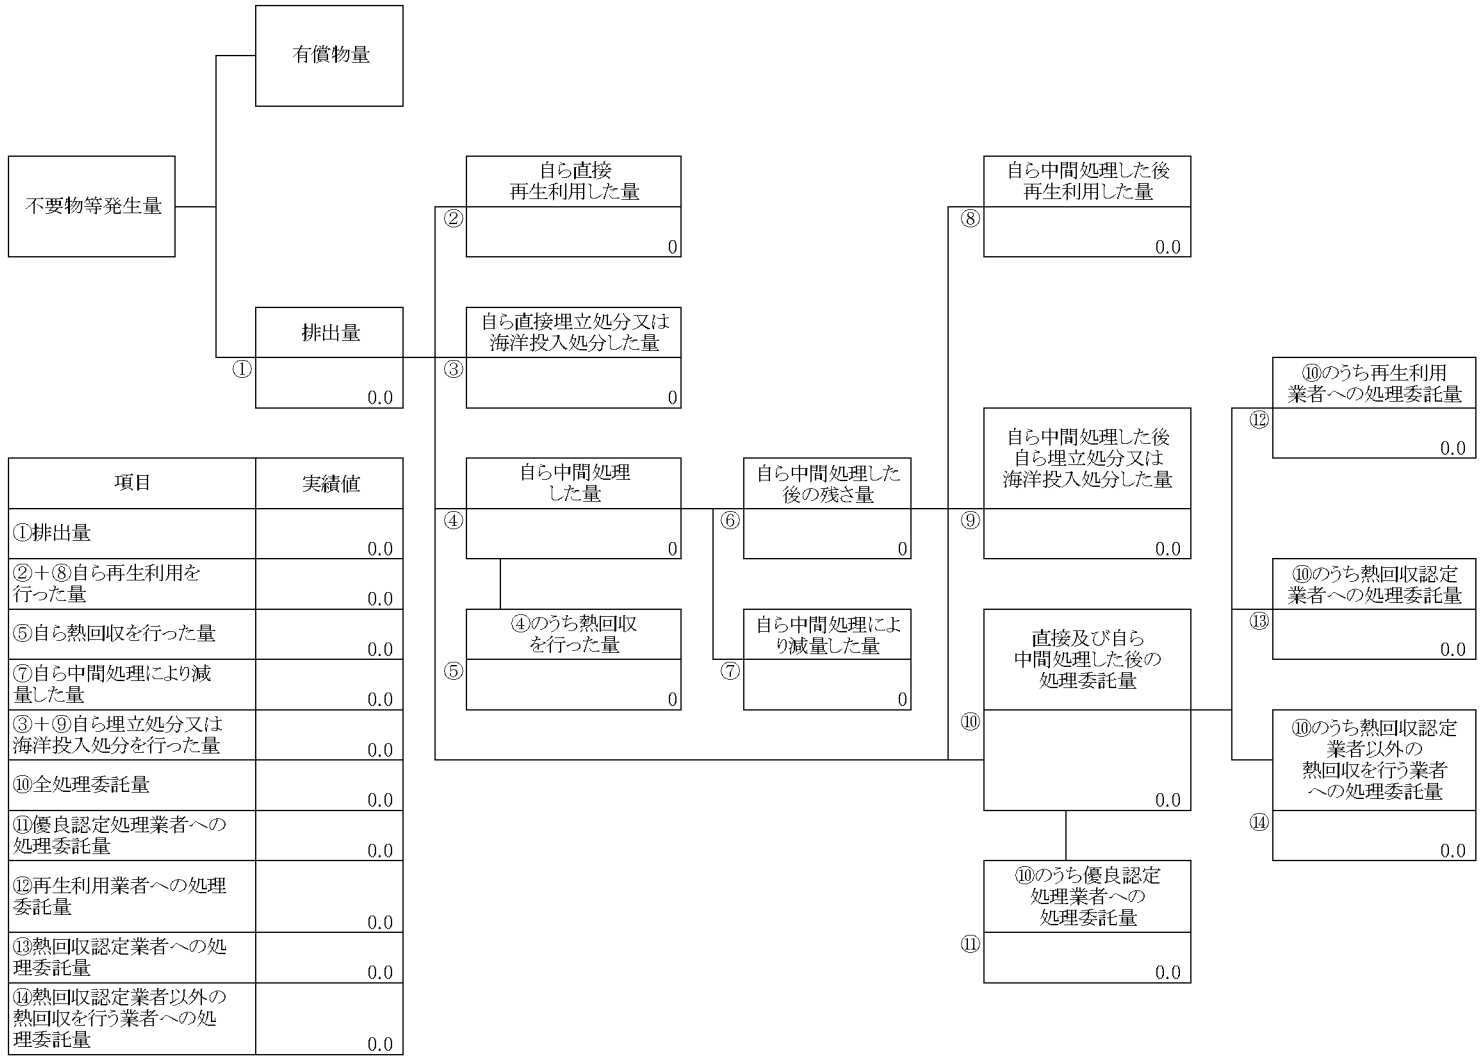 有償物量
不要物等発生量
排出量
①
0.0
自ら直接
再生利用した量
②
0
自ら直接埋立処分又は
海洋投入処分した量
③
0
自ら中間処理
した量
④
0
④のうち熱回収
を行った量
⑤
0
自ら中間処理した
後の残さ量
⑥
0
自ら中間処理によ
り減量した量
⑦
0
自ら中間処理した後
再生利用した量
⑧
0.0
自ら中間処理した後
自ら埋立処分又は
海洋投入処分した量
⑨
0.0
直接及び自ら
中間処理した後の
処理委託量
⑩
0.0
⑩のうち優良認定
処理業者への
処理委託量
⑪
0.0
⑩のうち再生利用
業者への処理委託量
⑫
0.0
⑩のうち熱回収認定
業者への処理委託量
⑬
0.0
⑩のうち熱回収認定
業者以外の
熱回収を行う業者
への処理委託量
⑭
0.0
項目 実績値
①排出量
0.0
②＋⑧自ら再生利用を
行った量
0.0
⑤自ら熱回収を行った量
0.0
⑦自ら中間処理により減
量した量
0.0
③＋⑨自ら埋立処分又は
海洋投入処分を行った量
0.0
⑩全処理委託量
0.0
⑪優良認定処理業者への
処理委託量
0.0
⑫再生利用業者への処理
委託量
0.0
⑬熱回収認定業者への処
理委託量
0.0
⑭熱回収認定業者以外の
熱回収を行う業者への処
理委託量
0.0